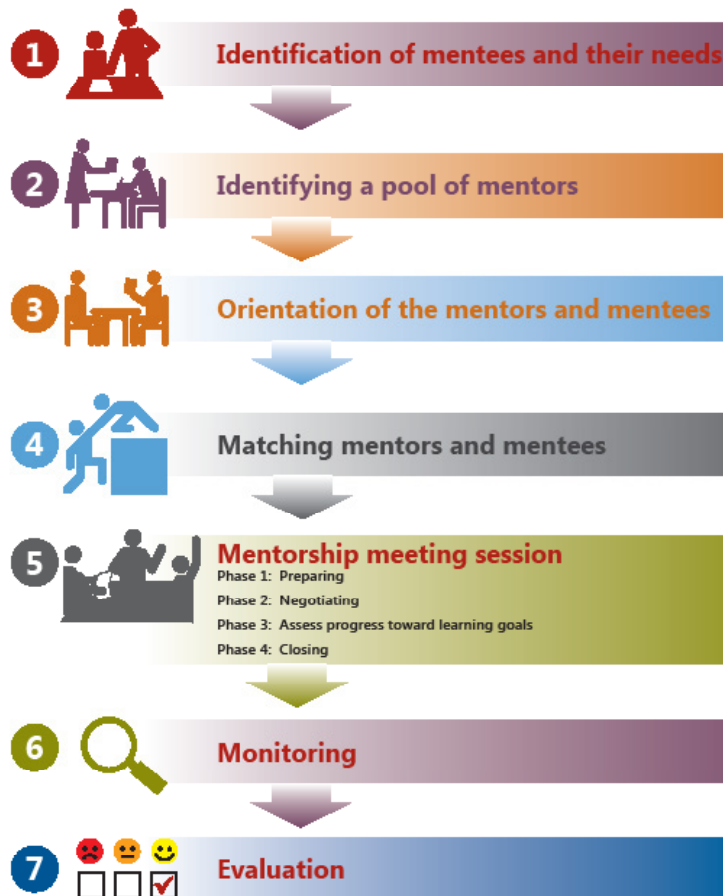 1
Identification of mentees and their needs
2
Identifying a pool of mentors
3
Orientation of the mentors and mentees
4
Matching mentors and mentees
5
Mentorship meeting session
Phase 1: Preparing
Phase 2: Negotiating
Phase 3: Assess progress toward learning goals
Phase 4: Closing
6
Monitoring
7
Evaluation